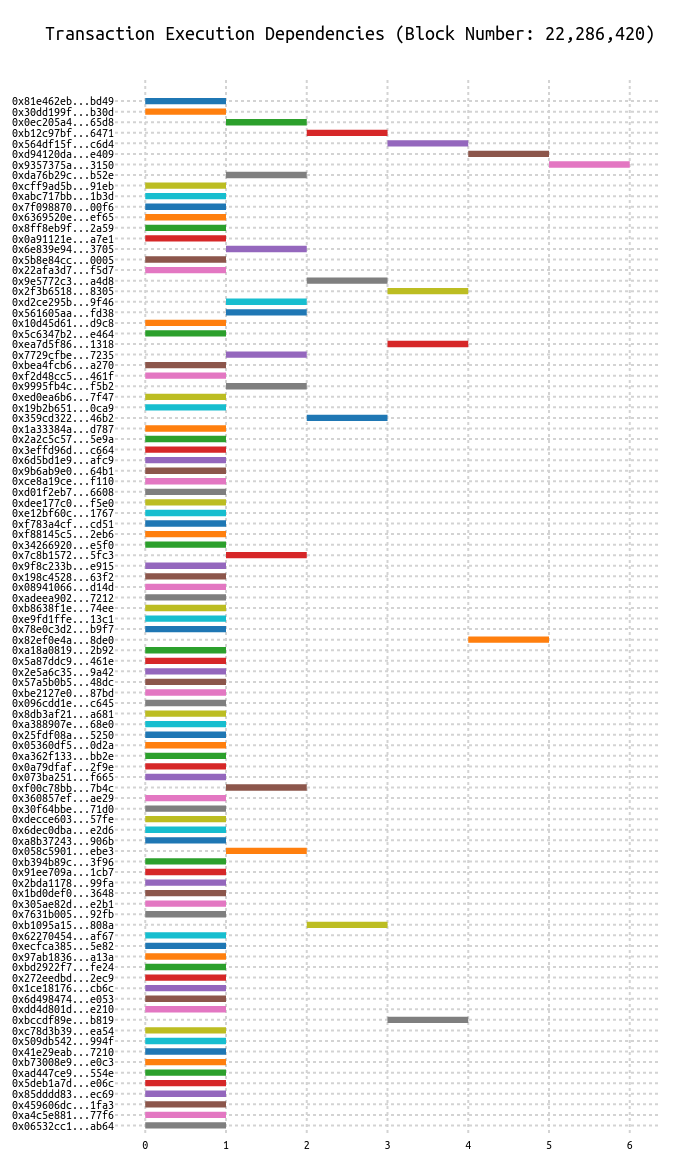 Transaction Execution Dependencies (Block Number: 22,286,420)
0x81e462eb...bd49
0x30dd199f...b30d
0x0ec205a4...65d8
0xb12c97bf...6471
0x564df15f...c6d4
0xd94120da...e409
0x9357375a...3150
0xda76b29c...b52e
0xcff9ad5b...91eb
0xabc717bb...1b3d
0x7f098870...00f6
0x6369520e...ef65
0x8ff8eb9f...2a59
0x0a91121e...a7e1
0x6e839e94...3705
0x5b8e84cc...0005
0x22afa3d7...f5d7
0x9e5772c3...a4d8
0x2f3b6518...8305
0xd2ce295b...9f46
0x561605aa...fd38
0x10d45d61...d9c8
0x5c6347b2...e464
0xea7d5f86...1318
0x7729cfbe...7235
0xbea4fcb6...a270
0xf2d48cc5...461f
0x9995fb4c...f5b2
0xed0ea6b6...7f47
0x19b2b651...0ca9
0x359cd322...46b2
0x1a33384a...d787
0x2a2c5c57...5e9a
0x3effd96d...c664
0x6d5bd1e9...afc9
0x9b6ab9e0...64b1
0xce8a19ce...f110
0xd01f2eb7...6608
0xdee177c0...f5e0
0xe12bf60c...1767
0xf783a4cf...cd51
0xf88145c5...2eb6
0x34266920...e5f0
0x7c8b1572...5fc3
0x9f8c233b...e915
0x198c4528...63f2
0x08941066...d14d
0xadeea902...7212
0xb8638f1e...74ee
0xe9fd1ffe...13c1
0x78e0c3d2...b9f7
0x82ef0e4a...8de0
0xa18a0819...2b92
0x5a87ddc9...461e
0x2e5a6c35...9a42
0x57a5b0b5...48dc
0xbe2127e0...87bd
0x096cdd1e...c645
0x8db3af21...a681
0xa388907e...68e0
0x25fdf08a...5250
0x05360df5...0d2a
0xa362f133...bb2e
0x0a79dfaf...2f9e
0x073ba251...f665
0xf00c78bb...7b4c
0x360857ef...ae29
0x30f64bbe...71d0
0xdecce603...57fe
0x6dec0dba...e2d6
0xa8b37243...906b
0x058c5901...ebe3
0xb394b89c...3f96
0x91ee709a...1cb7
0x2bda1178...99fa
0x1bd0def0...3648
0x305ae82d...e2b1
0x7631b005...92fb
0xb1095a15...808a
0x62270454...af67
0xecfca385...5e82
0x97ab1836...a13a
0xbd2922f7...fe24
0x272eedbd...2ec9
0x1ce18176...cb6c
0x6d498474...e053
0xdd4d801d...e210
0xbccdf89e...b819
0xc78d3b39...ea54
0x509db542...994f
0x41e29eab...7210
0xb73008e9...e0c3
0xad447ce9...554e
0x5deb1a7d...e06c
0x85dddd83...ec69
0x459606dc...1fa3
0xa4c5e881...77f6
0x06532cc1...ab64
0 1 2 3 4 5 6